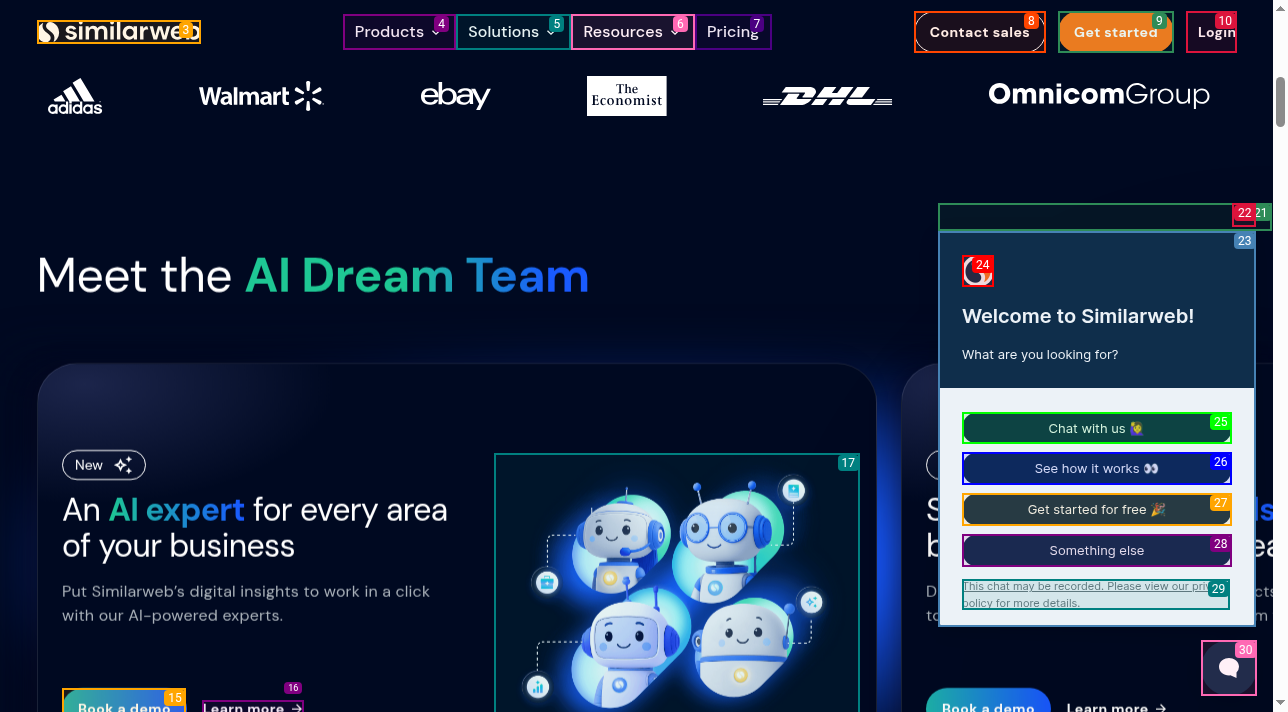 similarweb
Products
Solutions
Resources
Pricing
Contact sales
Get started
Login
3
4
5
6
7
8
9
10
adidas
Walmart
ebay
The
Economist
DHL
OmnicomGroup
Meet the AI Dream Team
22
21
23
24
Welcome to Similarweb!
What are you looking for?
Chat with us
25
See how it works
26
Get started for free
27
Something else
28
This chat may be recorded. Please view our
policy for more details.
29
30
New
An AI expert for every area
of your business
Put Similarweb's digital insights to work in a click
with our AI-powered experts.
Book a demo
15
Learn more
16
17
Book a demo
Learn more